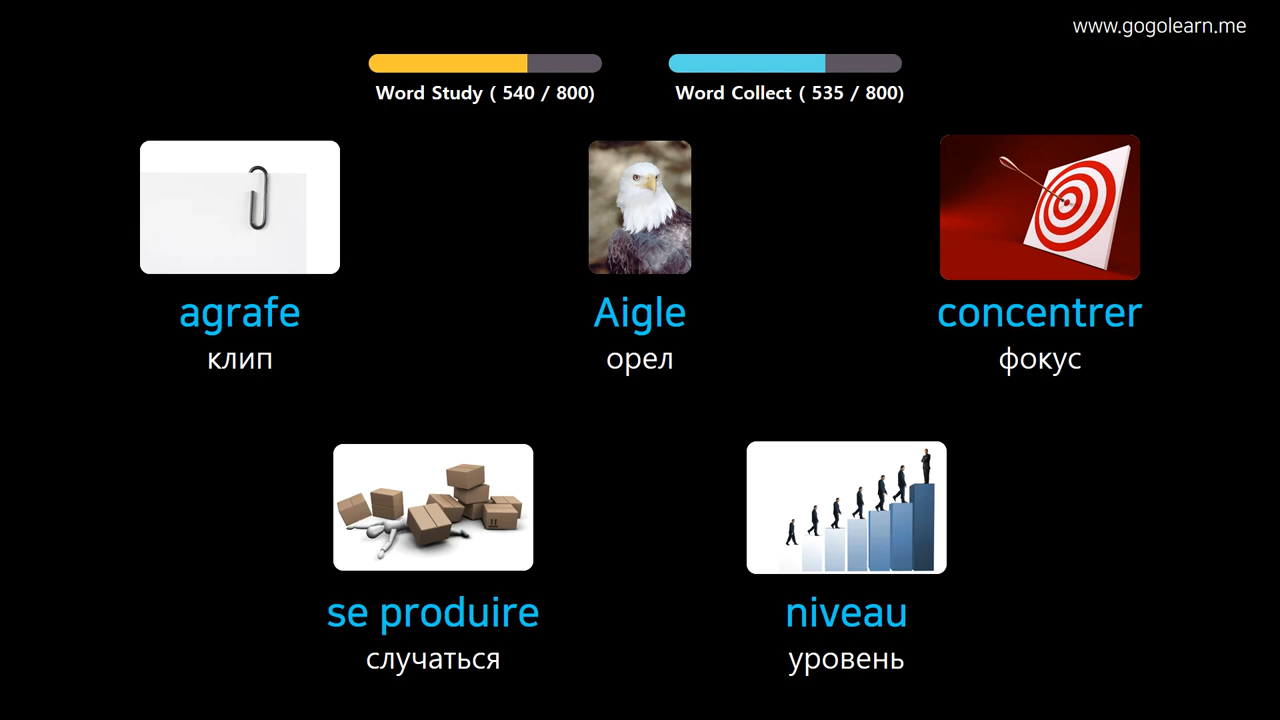 www.gogolearn.me
Word Study ( 540 / 800)
Word Collect ( 535 / 800)
agrafe
клип
Aigle
орел
concentrer
фокус
se produire
случаться
niveau
уровень